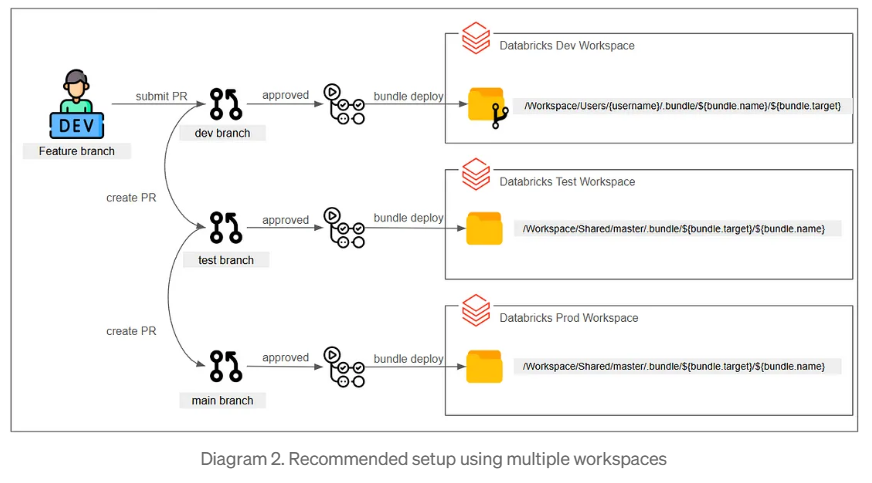 Databricks Dev Workspace
submit PR
approved
bundle deploy
/Workspace/Users/{username}/.bundle/${bundle.name}/${bundle.target}
DEV
dev branch
Feature branch
Databricks Test Workspace
create PR
approved
bundle deploy
/Workspace/Shared/master/.bundle/${bundle.target}/${bundle.name}
test branch
Databricks Prod Workspace
create PR
approved
bundle deploy
/Workspace/Shared/master/.bundle/${bundle.target}/${bundle.name}
main branch
Diagram 2. Recommended setup using multiple workspaces